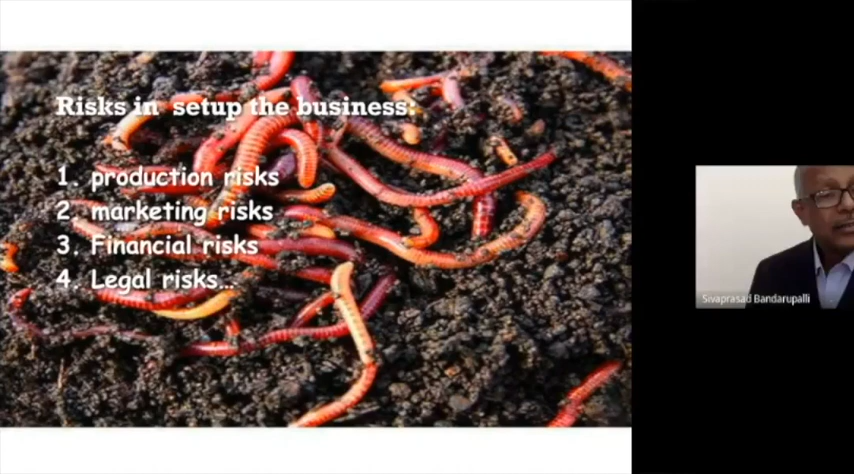 Risks in setup the business:
1. production risks
2. marketing risks
3. Financial risks
4. Legal risks...
Sivaprasad Bandarupalli